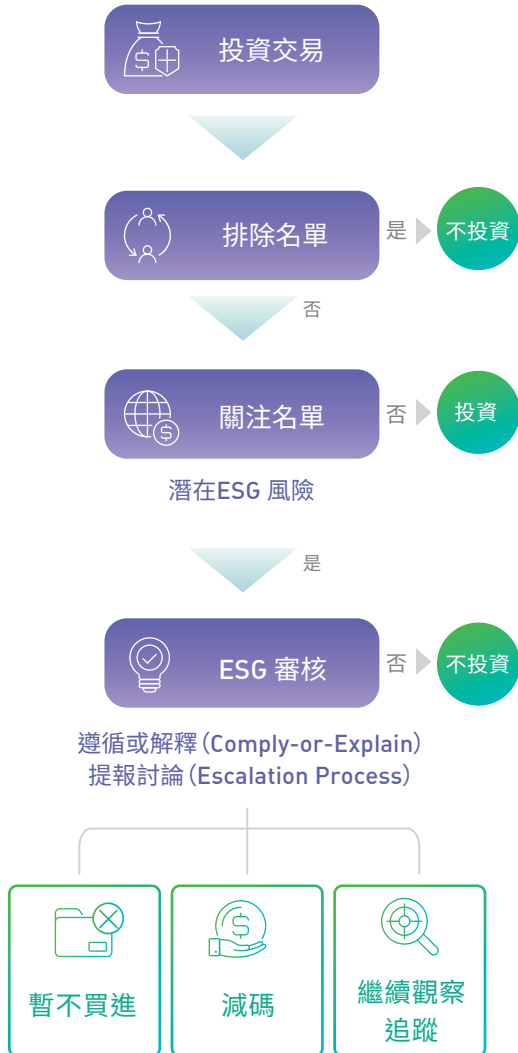 投資交易
排除名單
是
不投資
否
關注名單
否
投資
潛在ESG 風險
是
ESG 審核
否
不投資
遵循或解釋(Comply-or-Explain)
提報討論(Escalation Process)
暫不買進
減碼
繼續觀察
追蹤